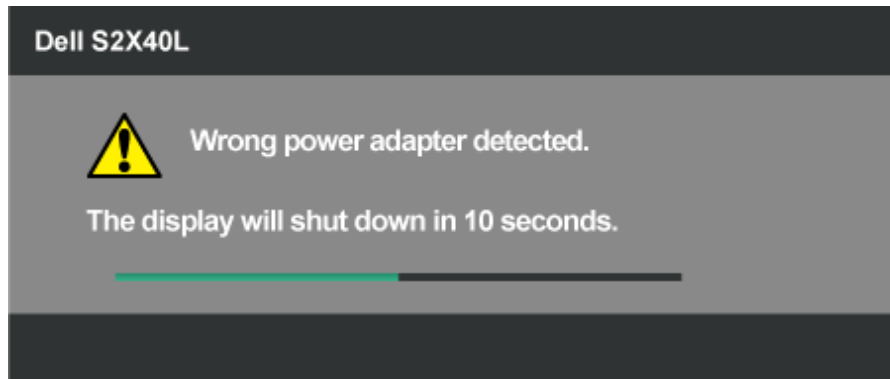 Dell S2X40L
Wrong power adapter detected.
The display will shut down in 10 seconds.